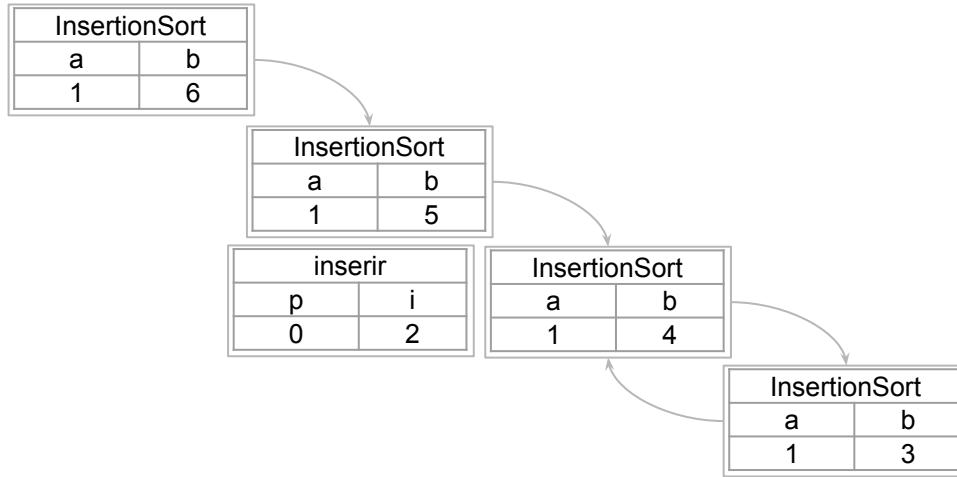 InsertionSort
a b
1 6
InsertionSort
a b
1 5
inserir
p i
0 2
InsertionSort
a b
1 4
InsertionSort
a b
1 3